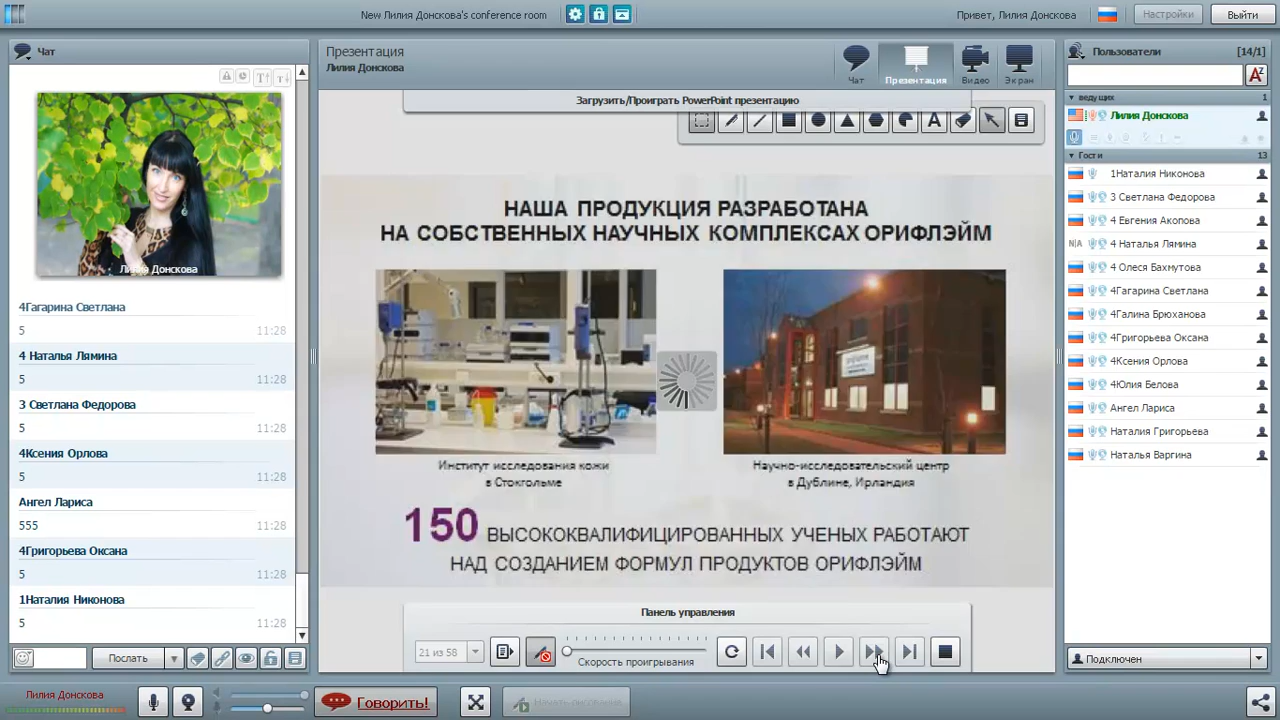 New Лилия Донскова's conference room
Привет, Лилия Донскова
Настройки
Выйти
Чат
Лилия Донскова
4Гагарина Светлана
5
11:28
4 Наталья Лямина
5
11:28
3 Светлана Федорова
5
11:28
4Ксения Орлова
5
11:28
Ангел Лариса
555
11:28
4Григорьева Оксана
5
11:28
1Наталия Никонова
5
11:28
Послать
Презентация
Лилия Донскова
Чат
Презентация
Видео
Экран
Загрузить/Проиграть PowerPoint презентацию
НАША ПРОДУКЦИЯ РАЗРАБОТАНА
НА СОБСТВЕННЫХ НАУЧНЫХ КОМПЛЕКСАХ ОРИФЛЭЙМ
Институт исследования кожи
в Стокгольме
Научно-исследовательский центр
в Дублине, Ирландия
150 ВЫСОКОКВАЛИФИЦИРОВАННЫХ УЧЕНЫХ РАБОТАЮТ
НАД СОЗДАНИЕМ ФОРМУЛ ПРОДУКТОВ ОРИФЛЭЙМ
Панель управления
21 из 58
Скорость проигрывания
Пользователи
[14/1]
ведущих
1
Лилия Донскова
Гости
13
1Наталия Никонова
3 Светлана Федорова
4 Евгения Акопова
N/A
4 Наталья Лямина
4 Олеся Бахмутова
4Гагарина Светлана
4Галина Брюханова
4Григорьева Оксана
4Ксения Орлова
4Юлия Белова
Ангел Лариса
Наталия Григорьева
Наталья Варгина
Подключен
Лилия Донскова
Говорить!